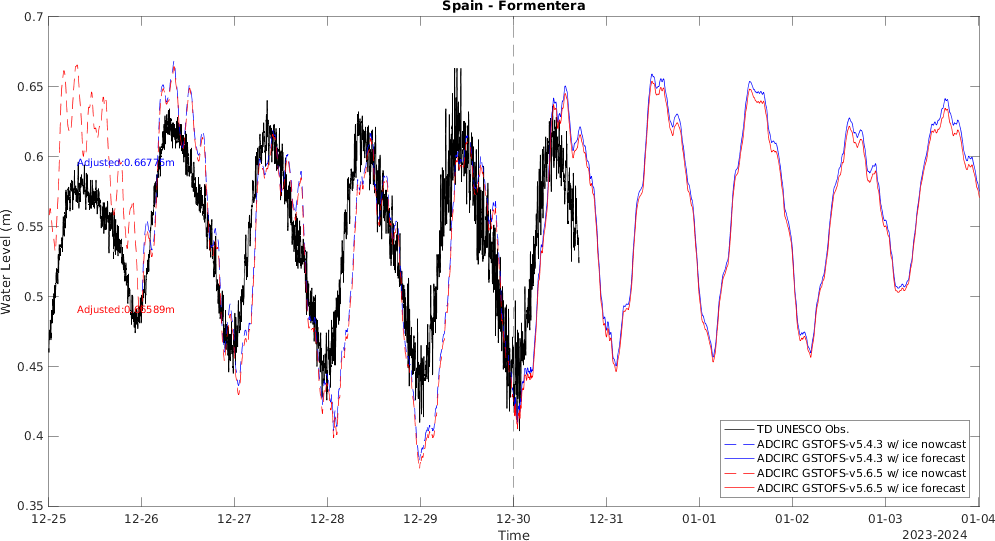 Spain - Formentera
0.7
0.65
0.6
0.55
0.5
0.45
0.4
0.35
Water Level (m)
Adjusted:0.66775m
Adjusted:0.65589m
TD UNESCO Obs.
ADCIRC GSTOFS-v5.4.3 w/ ice nowcast
ADCIRC GSTOFS-v5.4.3 w/ ice forecast
ADCIRC GSTOFS-v5.6.5 w/ ice nowcast
ADCIRC GSTOFS-v5.6.5 w/ ice forecast
12-25 12-26 12-27 12-28 12-29 12-30 12-31 01-01 01-02 01-03 01-04
Time
2023-2024